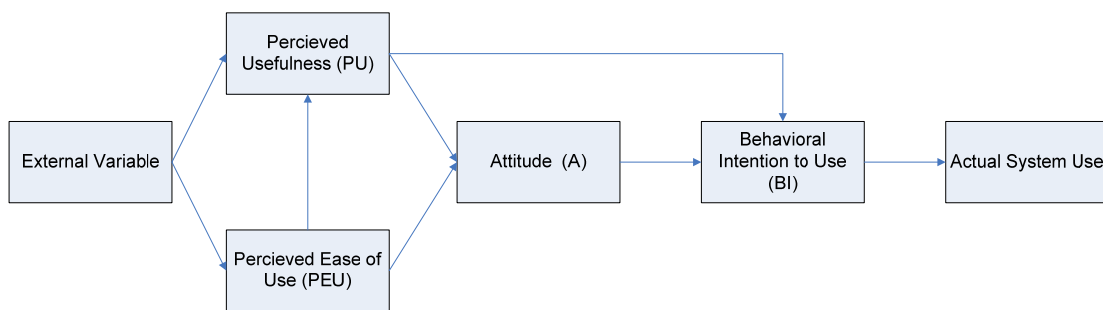 Percieved
Usefulness (PU)
External Variable
Attitude (A)
Behavioral
Intention to Use
(BI)
Actual System Use
Percieved Ease of
Use (PEU)